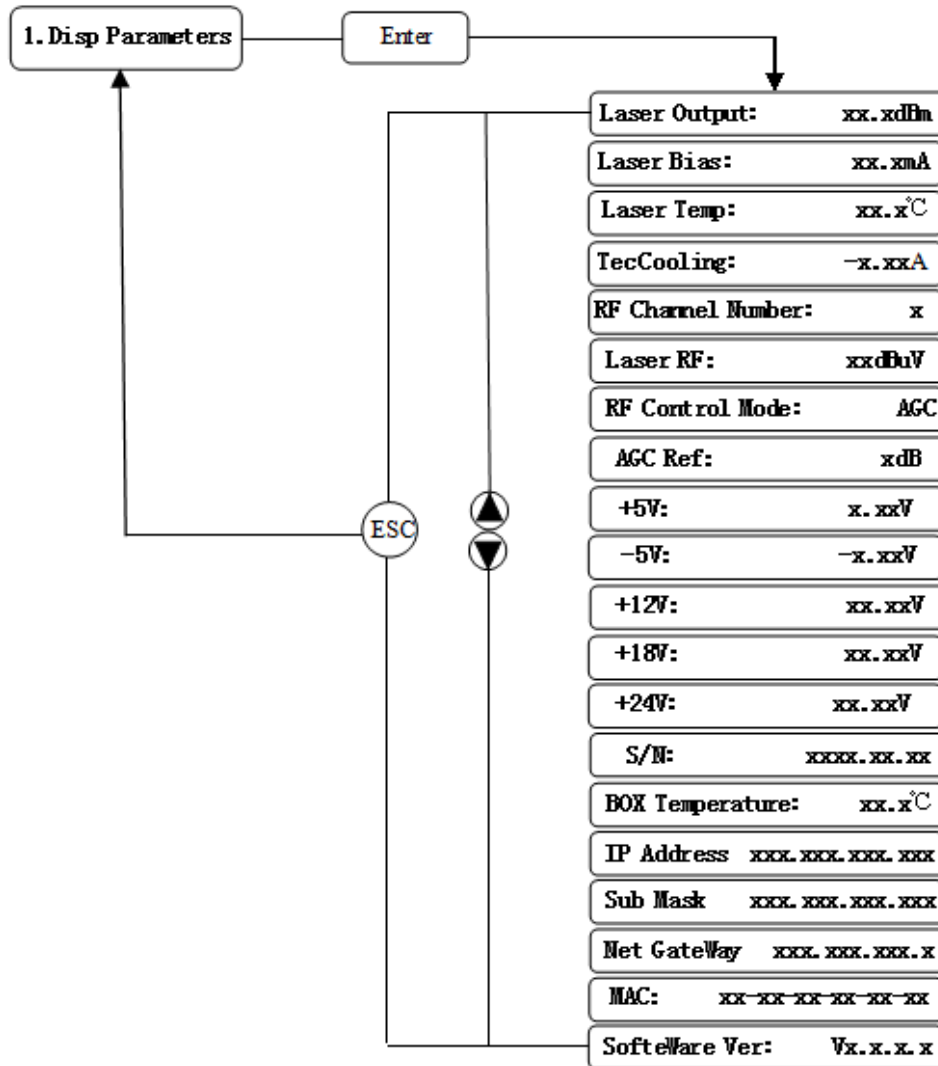 1.Disp Parameters
Enter
Laser Output: xx.xdBm
Laser Bias: xx.xmA
Laser Temp: xx.x℃
TecCooling: -x.xxA
RF Channel Number: x
Laser RF: xxdBuV
RF Control Mode: AGC
AGC Ref: xdB
+5V: x.xxV
ESC
-5V: -x.xxV
+12V: xx.xxV
+18V: xx.xxV
+24V: xx.xxV
S/N: xxxx.xx.xx
BOX Temperature: xx.x℃
IP Address xxx.xxx.xxx.xxx
Sub Mask xxx.xxx.xxx.xxx
Net GateWay xxx.xxx.xxx.x
MAC: xx-xx-xx-xx-xx-xx
SofteWare Ver: Vx.x.x.x